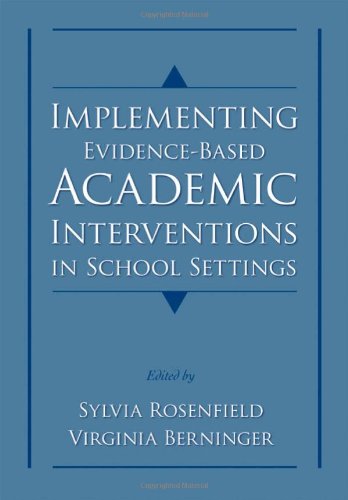 IMPLEMENTING
EVIDENCE-BASED
ACADEMIC
INTERVENTIONS
IN SCHOOL SETTINGS
Edited by
SYLVIA ROSENFIELD
VIRGINIA BERNINGER